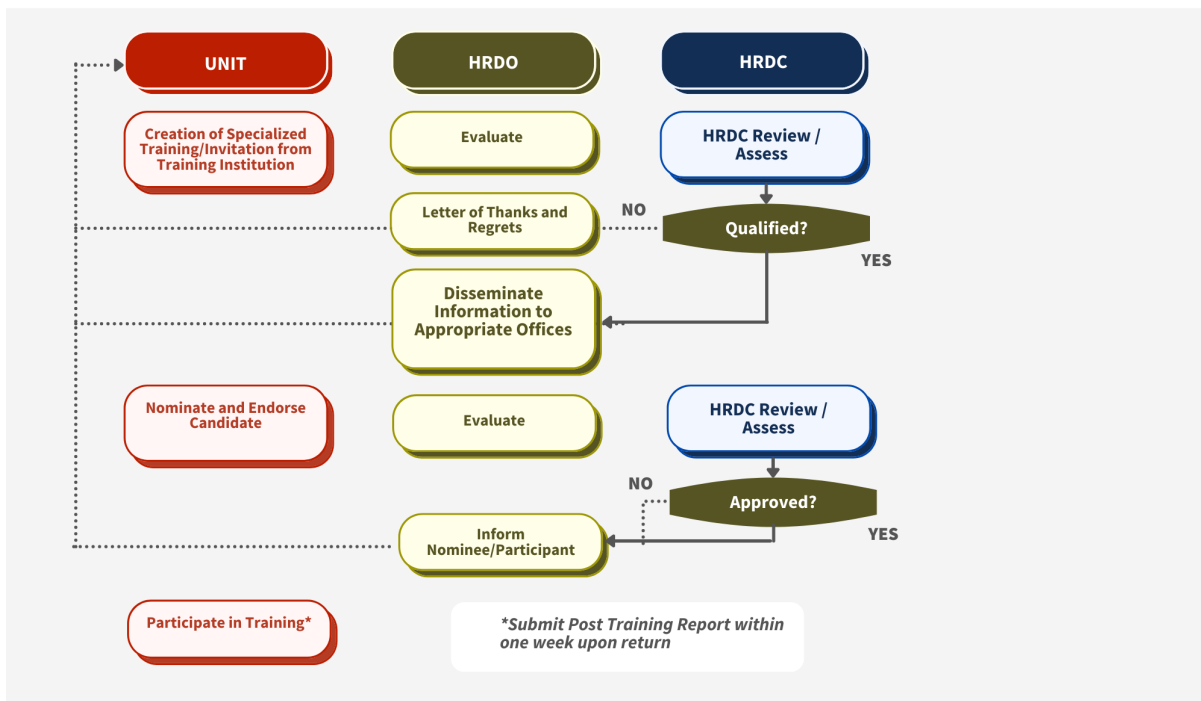 UNIT
HRDO
HRDC
Creation of Specialized
Training/Invitation from
Training Institution
Evaluate
HRDC Review /
Assess
Letter of Thanks and
Regrets
NO
Qualified?
YES
Disseminate
Information to
Appropriate Offices
Nominate and Endorse
Candidate
Evaluate
HRDC Review /
Assess
NO
Approved?
YES
Inform
Nominee/Participant
Participate in Training*
*Submit Post Training Report within
one week upon return